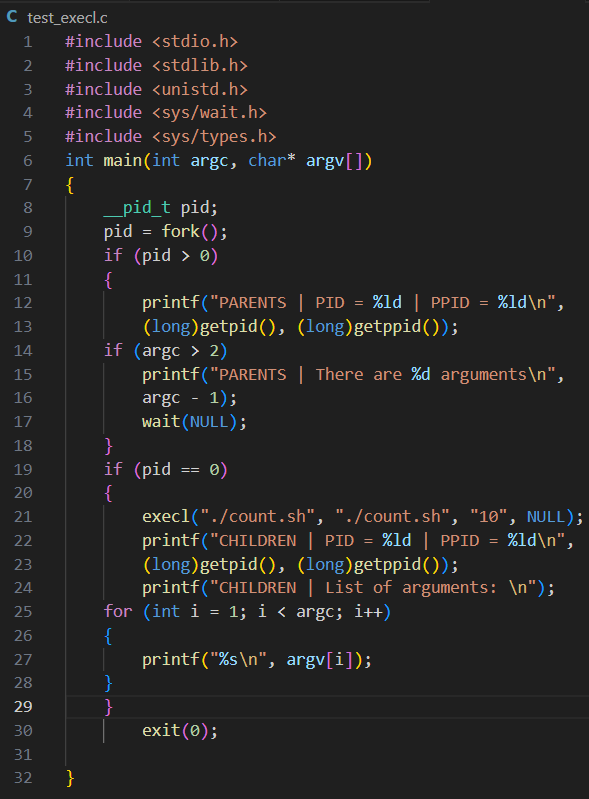 C test_execl.c
1 #include <stdio.h>
2 #include <stdlib.h>
3 #include <unistd.h>
4 #include <sys/wait.h>
5 #include <sys/types.h>
6 int main(int argc, char* argv[])
7 {
8     __pid_t pid;
9     pid = fork();
10     if (pid > 0)
11     {
12         printf("PARENTS | PID = %ld | PPID = %ld\n",
13         (long)getpid(), (long)getppid());
14     if (argc > 2)
15         printf("PARENTS | There are %d arguments\n",
16         argc - 1);
17         wait(NULL);
18     }
19     if (pid == 0)
20     {
21         execl("./count.sh", "./count.sh", "10", NULL);
22         printf("CHILDREN | PID = %ld | PPID = %ld\n",
23         (long)getpid(), (long)getppid());
24         printf("CHILDREN | List of arguments: \n");
25     for (int i = 1; i < argc; i++)
26     {
27         printf("%s\n", argv[i]);
28     }
29     }
30         exit(0);
31
32 }